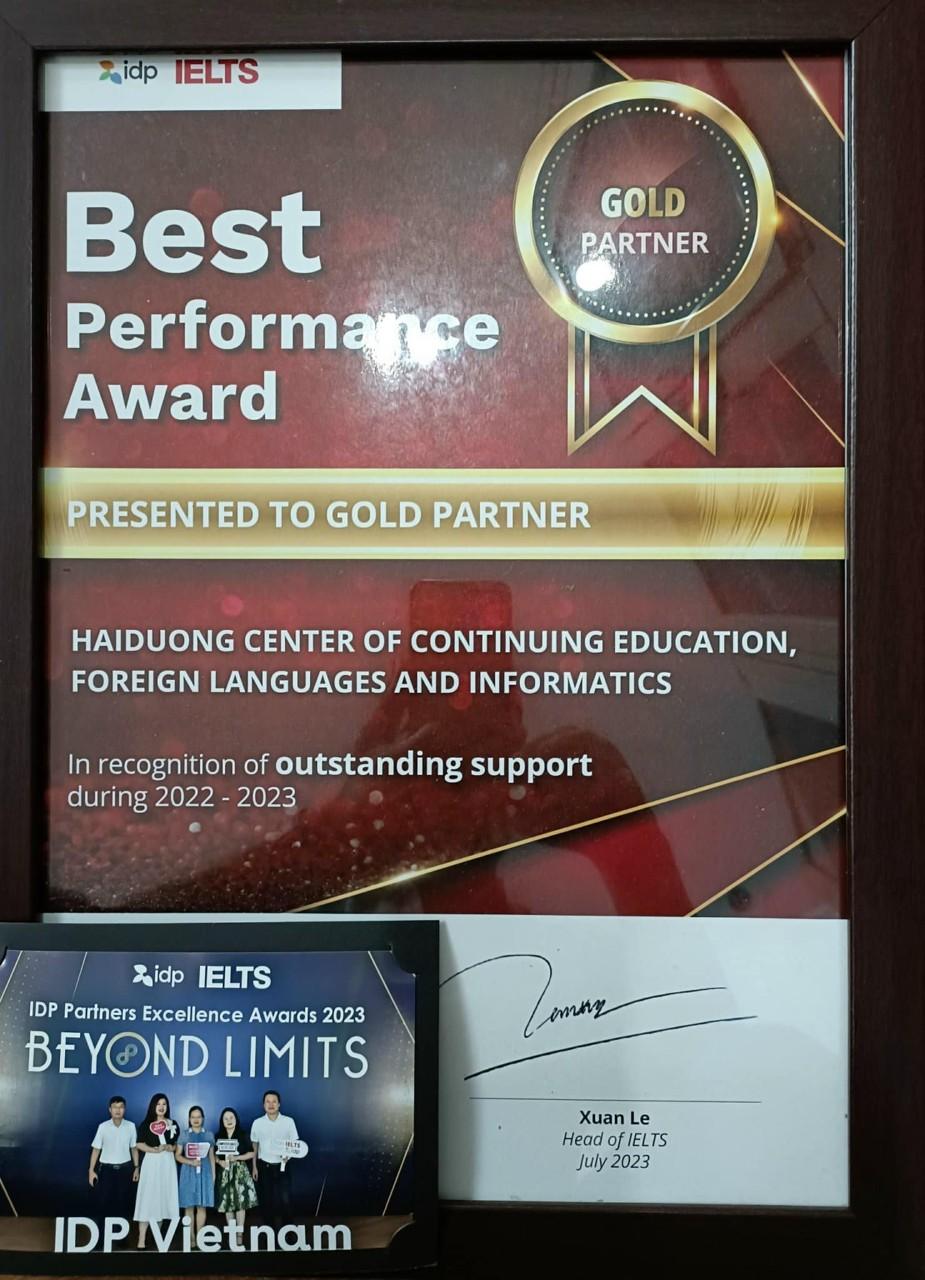 idp IELTS
Best
Performance
Award
GOLD
PARTNER
PRESENTED TO GOLD PARTNER
HAIDUONG CENTER OF CONTINUING EDUCATION,
FOREIGN LANGUAGES AND INFORMATICS
In recognition of outstanding support
during 2022 - 2023
idp IELTS
IDP Partners Excellence Awards 2023
BEYOND LIMITS
IDP Vietnam
Xuan Le
Head of IELTS
July 2023